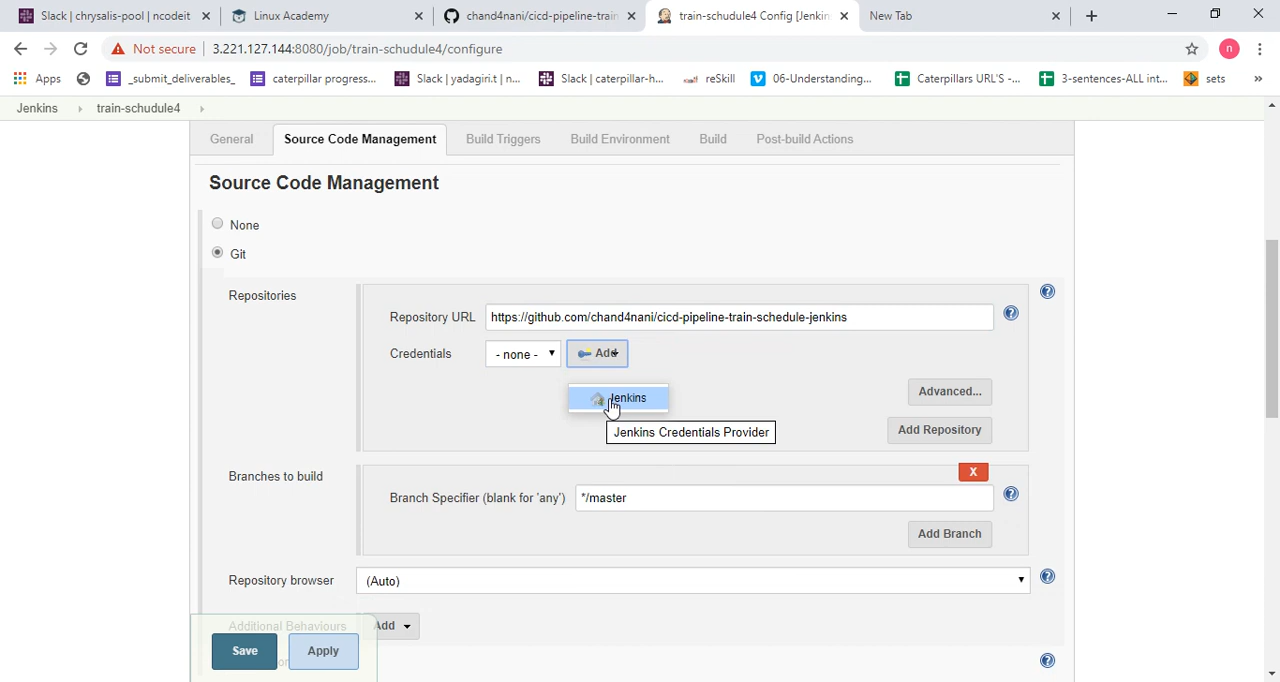 Slack | chrysalis-pool | ncodeit
Linux Academy
chand4nani/cicd-pipeline-train
train-schudule4 Config [Jenkin
New Tab
Not secure
3.221.127.144:8080/job/train-schudule4/configure
n
Apps
_submit_deliverables_
caterpillar progress...
Slack | yadagiri.t | n...
Slack | caterpillar-h...
reSkill
06-Understanding...
Caterpillars URL'S -...
3-sentences-ALL int...
sets
»
Jenkins
train-schudule4
General
Source Code Management
Build Triggers
Build Environment
Build
Post-build Actions
Source Code Management
None
Git
Repositories
Repository URL
https://github.com/chand4nani/cicd-pipeline-train-schedule-jenkins
Credentials
- none -
Add
Jenkins
Jenkins Credentials Provider
Advanced...
Add Repository
Branches to build
X
Branch Specifier (blank for 'any')
*/master
Add Branch
Repository browser
(Auto)
Additional Behaviours
Add
Save
Apply